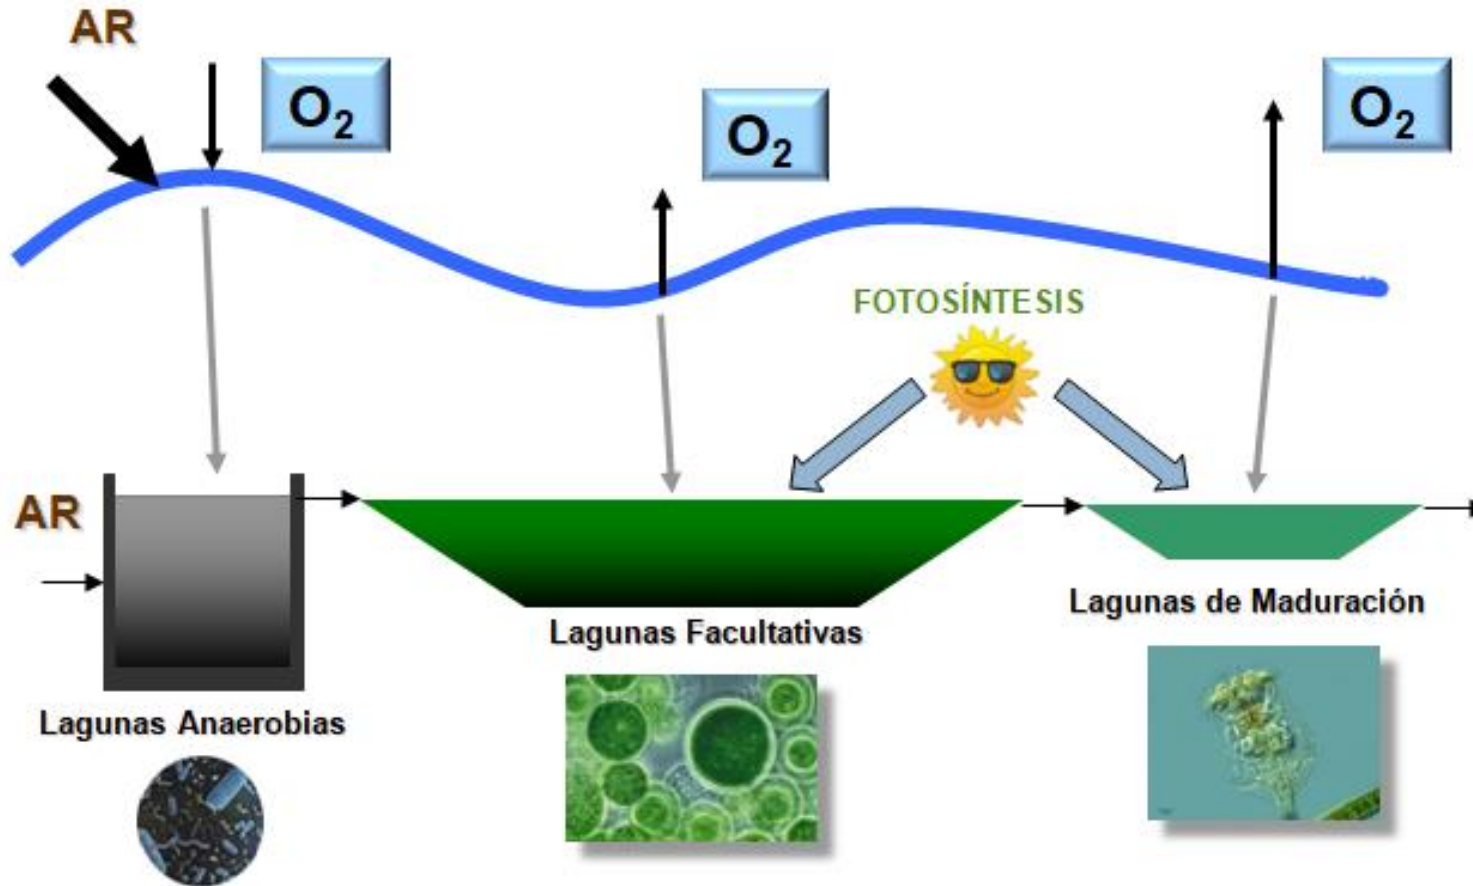 AR
O₂
O₂
O₂
FOTOSÍNTESIS
AR
Lagunas Anaerobias
Lagunas Facultativas
Lagunas de Maduración